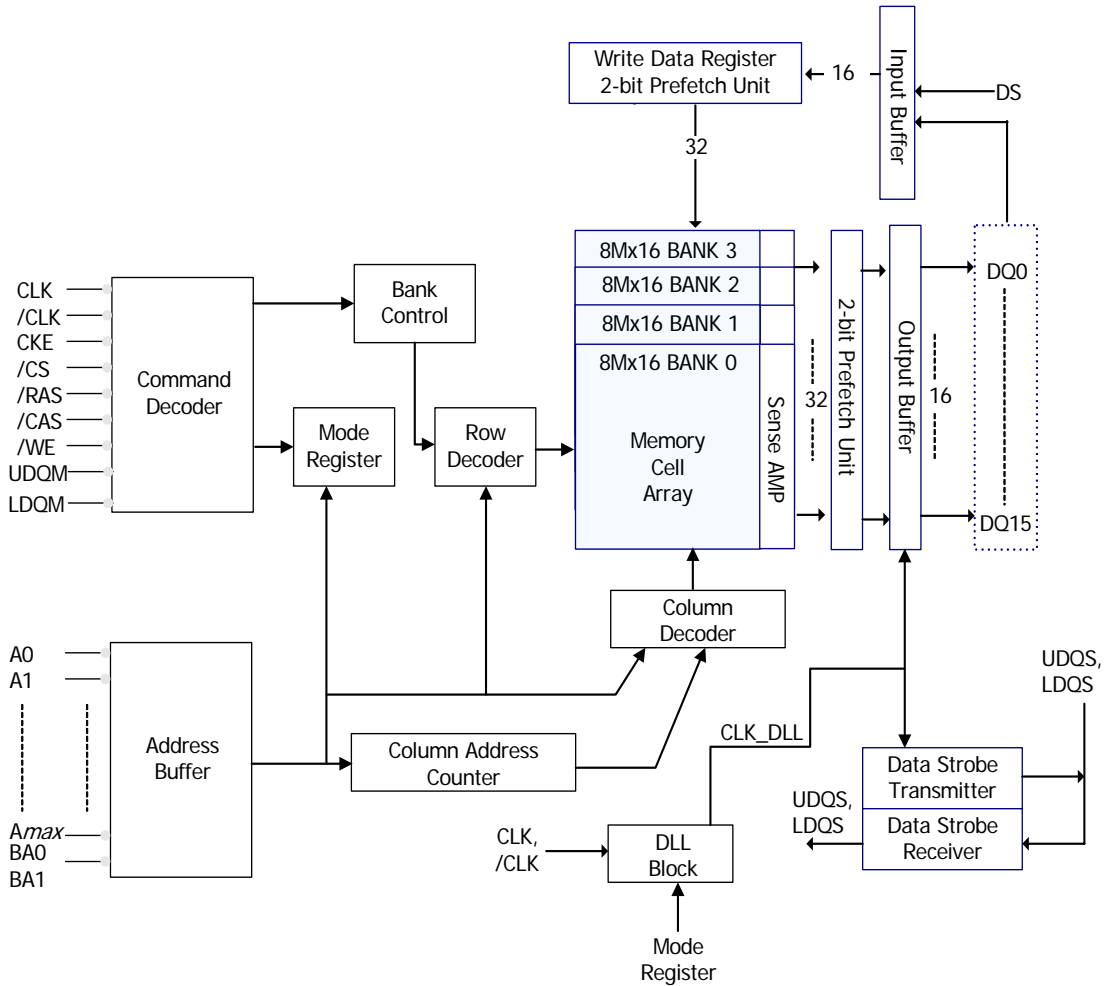 Write Data Register
2-bit Prefetch Unit
16
Input Buffer
DS
32
8Mx16 BANK 3
8Mx16 BANK 2
8Mx16 BANK 1
8Mx16 BANK 0
Memory
Cell
Array
Sense AMP
32
2-bit Prefetch Unit
Output Buffer
16
DQ0
DQ15
CLK
/CLK
CKE
/CS
/RAS
/CAS
/WE
UDQM
LDQM
Command
Decoder
Bank
Control
Mode
Register
Row
Decoder
Column
Decoder
A0
A1
Amax
BA0
BA1
Address
Buffer
Column Address
Counter
CLK_DLL
CLK,
/CLK
DLL
Block
Mode
Register
UDQS,
LDQS
Data Strobe
Transmitter
Data Strobe
Receiver
UDQS,
LDQS